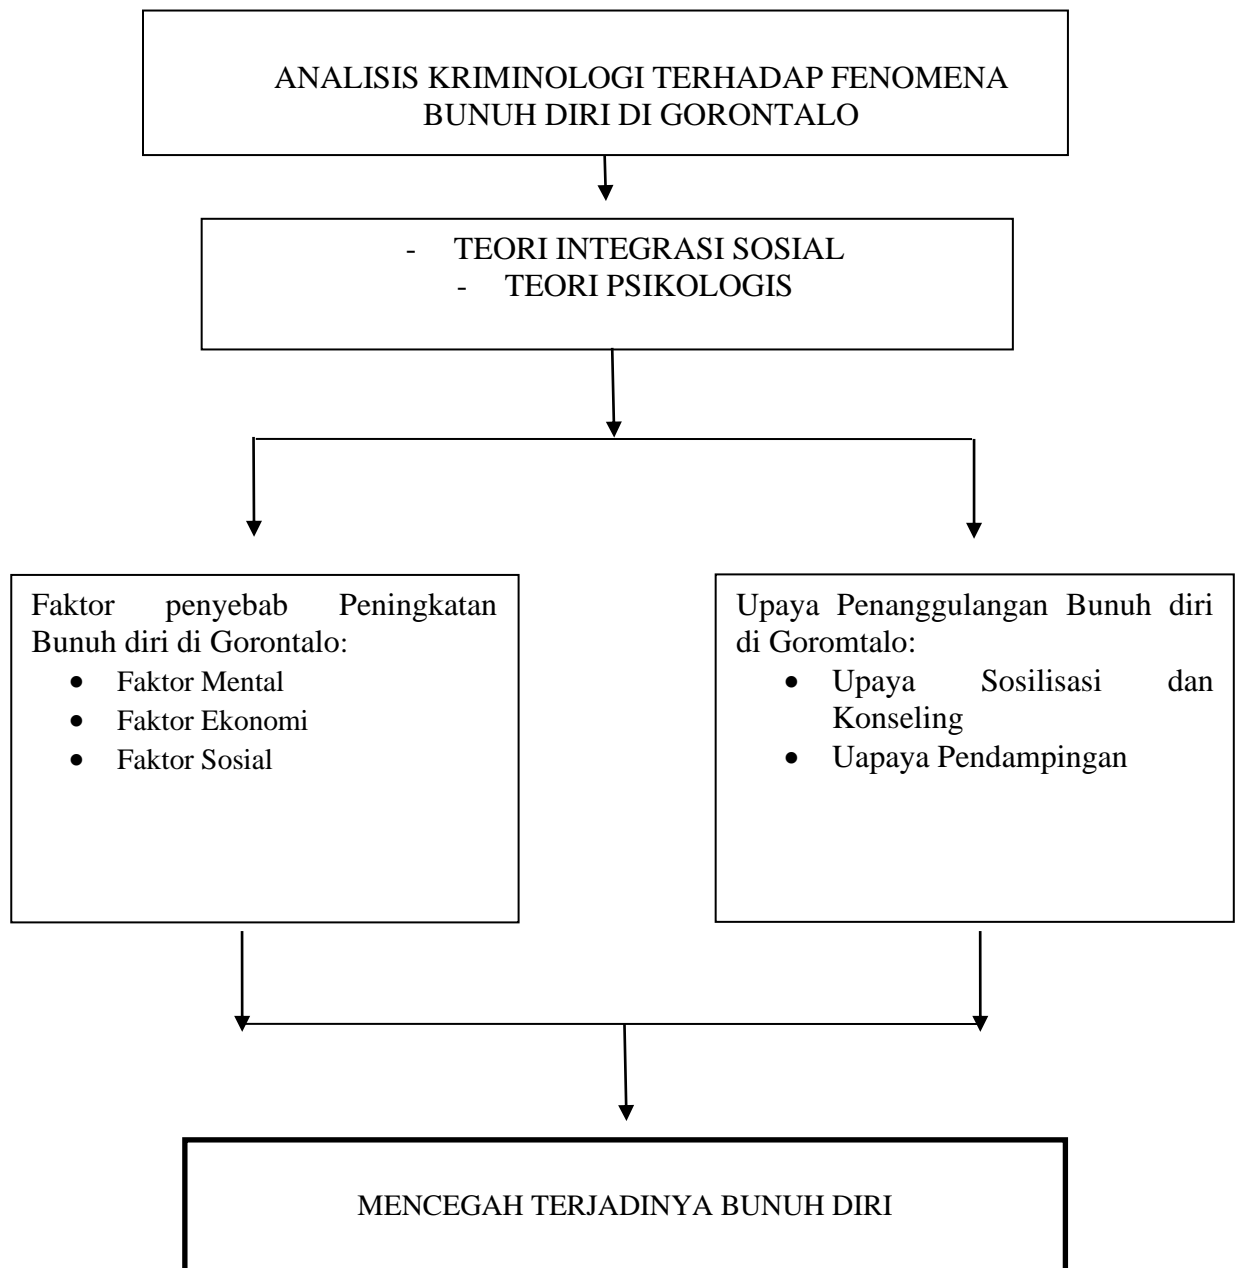 ANALISIS KRIMINOLOGI TERHADAP FENOMENA
BUNUH DIRI DI GORONTALO
- TEORI INTEGRASI SOSIAL
- TEORI PSIKOLOGIS
Faktor penyebab Peningkatan
Bunuh diri di Gorontalo:
• Faktor Mental
• Faktor Ekonomi
• Faktor Sosial
Upaya Penanggulangan Bunuh diri
di Goromtalo:
• Upaya Sosilisasi dan
Konseling
• Uapaya Pendampingan
MENCEGAH TERJADINYA BUNUH DIRI